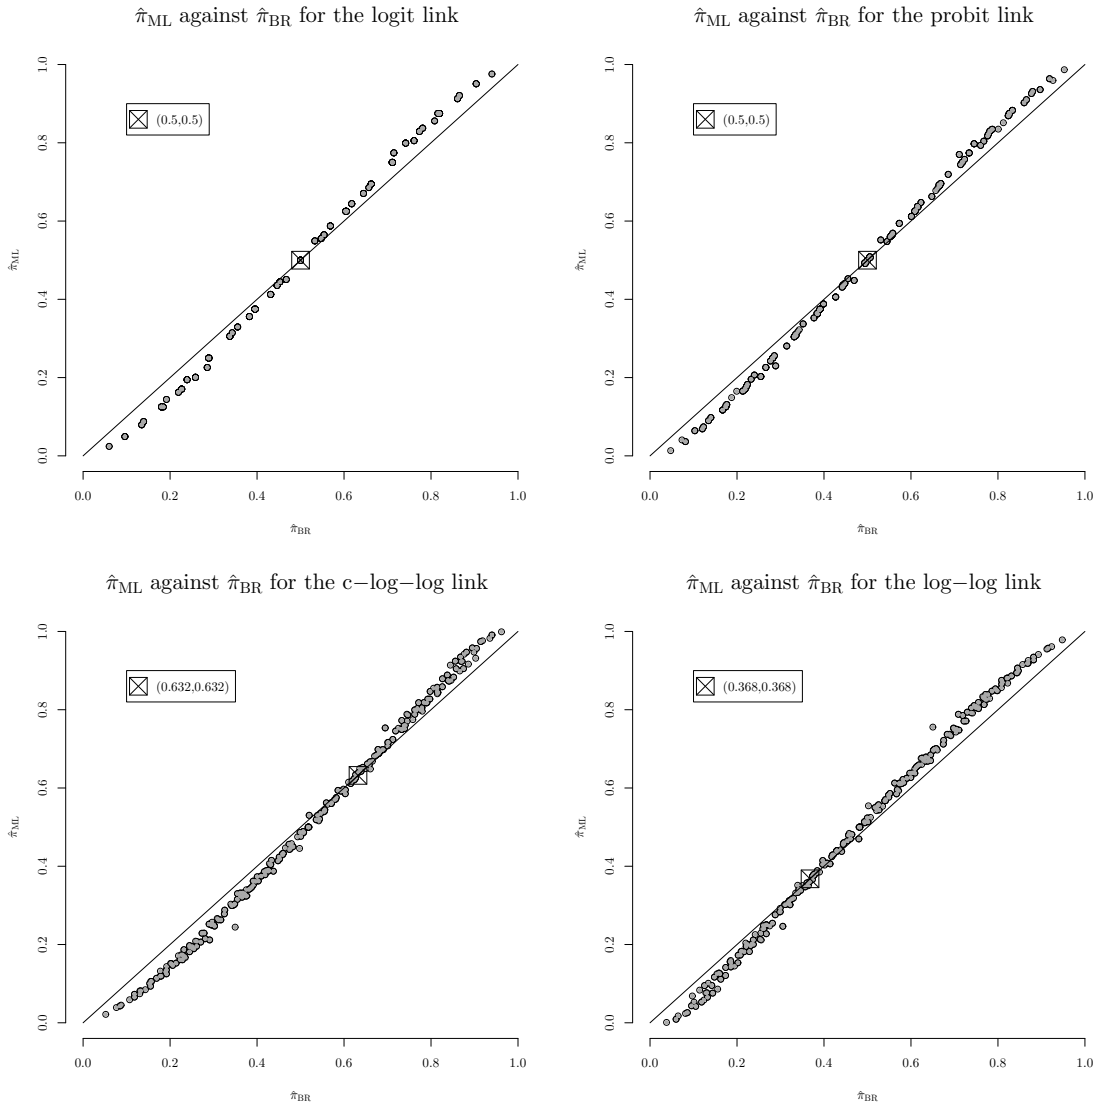 π̂ML against π̂BR for the logit link
1.0
0.8
0.6
0.4
0.2
0.0
π̂ML
(0.5,0.5)
0.0 0.2 0.4 0.6 0.8 1.0
π̂BR
π̂ML against π̂BR for the probit link
1.0
0.8
0.6
0.4
0.2
0.0
π̂ML
(0.5,0.5)
0.0 0.2 0.4 0.6 0.8 1.0
π̂BR
π̂ML against π̂BR for the c−log−log link
1.0
0.8
0.6
0.4
0.2
0.0
π̂ML
(0.632,0.632)
0.0 0.2 0.4 0.6 0.8 1.0
π̂BR
π̂ML against π̂BR for the log−log link
1.0
0.8
0.6
0.4
0.2
0.0
π̂ML
(0.368,0.368)
0.0 0.2 0.4 0.6 0.8 1.0
π̂BR